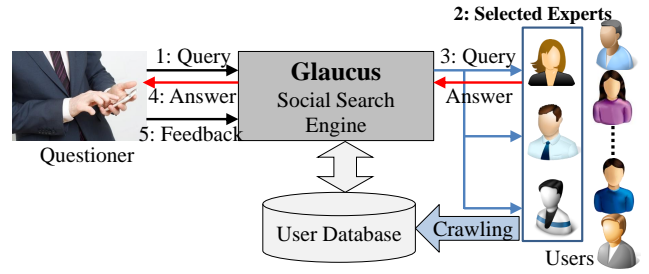 2: Selected Experts
1: Query
Glaucus
3: Query
4: Answer
Social Search
Answer
Engine
5: Feedback
Questioner
User Database
Crawling
Users